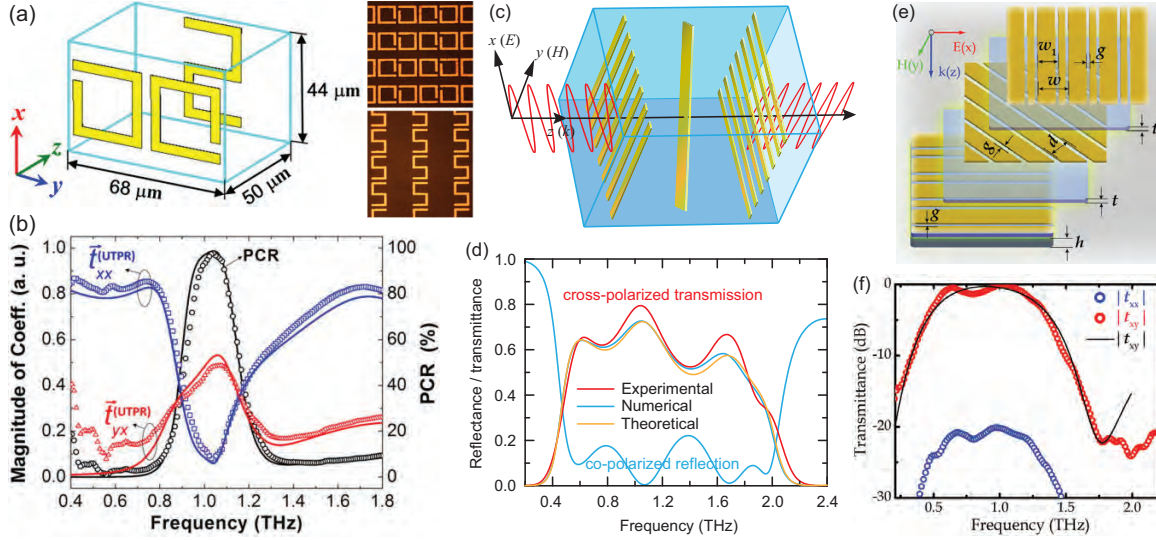 (a)
44 μm
x
z
y
68 μm
50 μm
(b)
1.0
0.8
0.6
0.4
0.2
0.0
Magnitude of Coeff. (a. u.)
t xx (UTPR)
PCR
t yx (UTPR)
100
80
60
40
20
0
PCR (%)
0.4 0.6 0.8 1.0 1.2 1.4 1.6 1.8
Frequency (THz)
(c)
x (E)
y (H)
z (k)
(d)
1.0
0.8
0.6
0.4
0.2
0.0
Reflectance / transmittance
cross-polarized transmission
Experimental
Numerical
Theoretical
co-polarized reflection
0.4 0.8 1.2 1.6 2.0 2.4
Frequency (THz)
(e)
E(x)
H(y)
k(z)
w1
g
w
t
g
d
t
g
h
(f)
0
-10
-20
-30
Transmittance (dB)
| txx |
| txy |
| txy |
0.5 1.0 1.5 2.0
Frequency (THz)